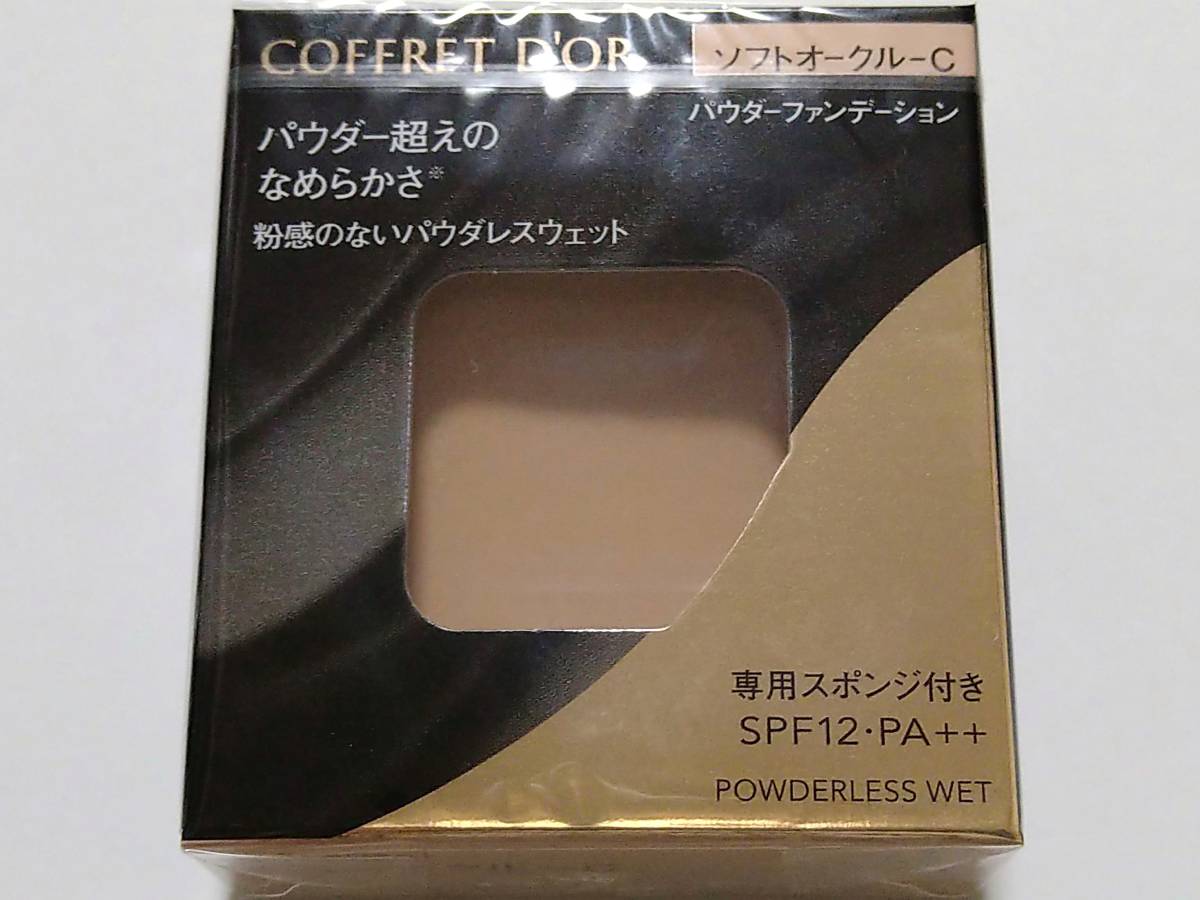 COFFRET D'OR
ソフトオークル-C
パウダーファンデーション
パウダー超えの
なめらかさ※
粉感のないパウダレスウェット
専用スポンジ付き
SPF12・PA++
POWDERLESS WET